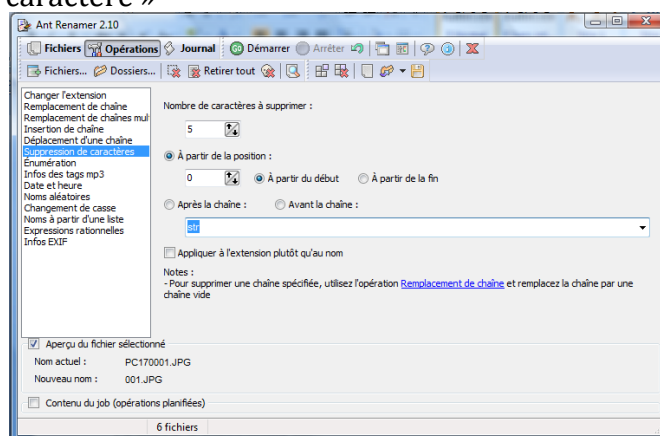 caractère »
Ant Renamer 2.10
Fichiers Opérations Journal Démarrer Arrêter
Fichiers... Dossiers... Retirer tout
Changer l'extension
Remplacement de chaîne
Remplacement de chaînes mul
Insertion de chaîne
Déplacement d'une chaîne
Suppression de caractères
Énumération
Infos des tags mp3
Date et heure
Noms aléatoires
Changement de casse
Noms à partir d'une liste
Expressions rationnelles
Infos EXIF
Nombre de caractères à supprimer :
5
À partir de la position :
0 À partir du début À partir de la fin
Après la chaîne : Avant la chaîne :
str
Appliquer à l'extension plutôt qu'au nom
Notes :
- Pour supprimer une chaîne spécifiée, utilisez l'opération Remplacement de chaîne et remplacez la chaîne par une
chaîne vide
Aperçu du fichier sélectionné
Nom actuel : PC170001.JPG
Nouveau nom : 001.JPG
Contenu du job (opérations planifiées)
6 fichiers